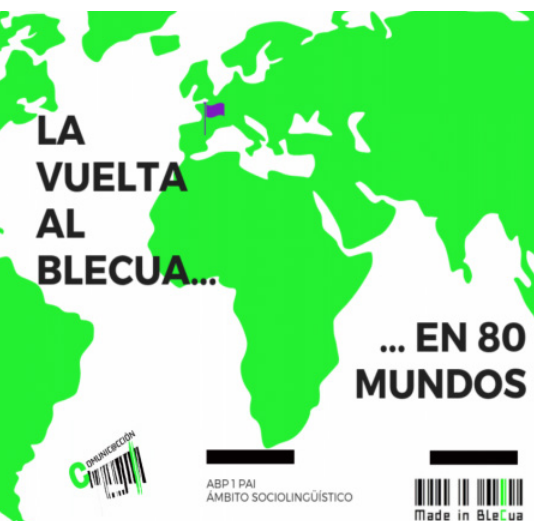 LA
VUELTA
AL
BLECUA...
... EN 80
MUNDOS
COMUNICACCIÓN
ABP 1 PAI
ÁMBITO SOCIOLINGÜÍSTICO
Made in BLeCua